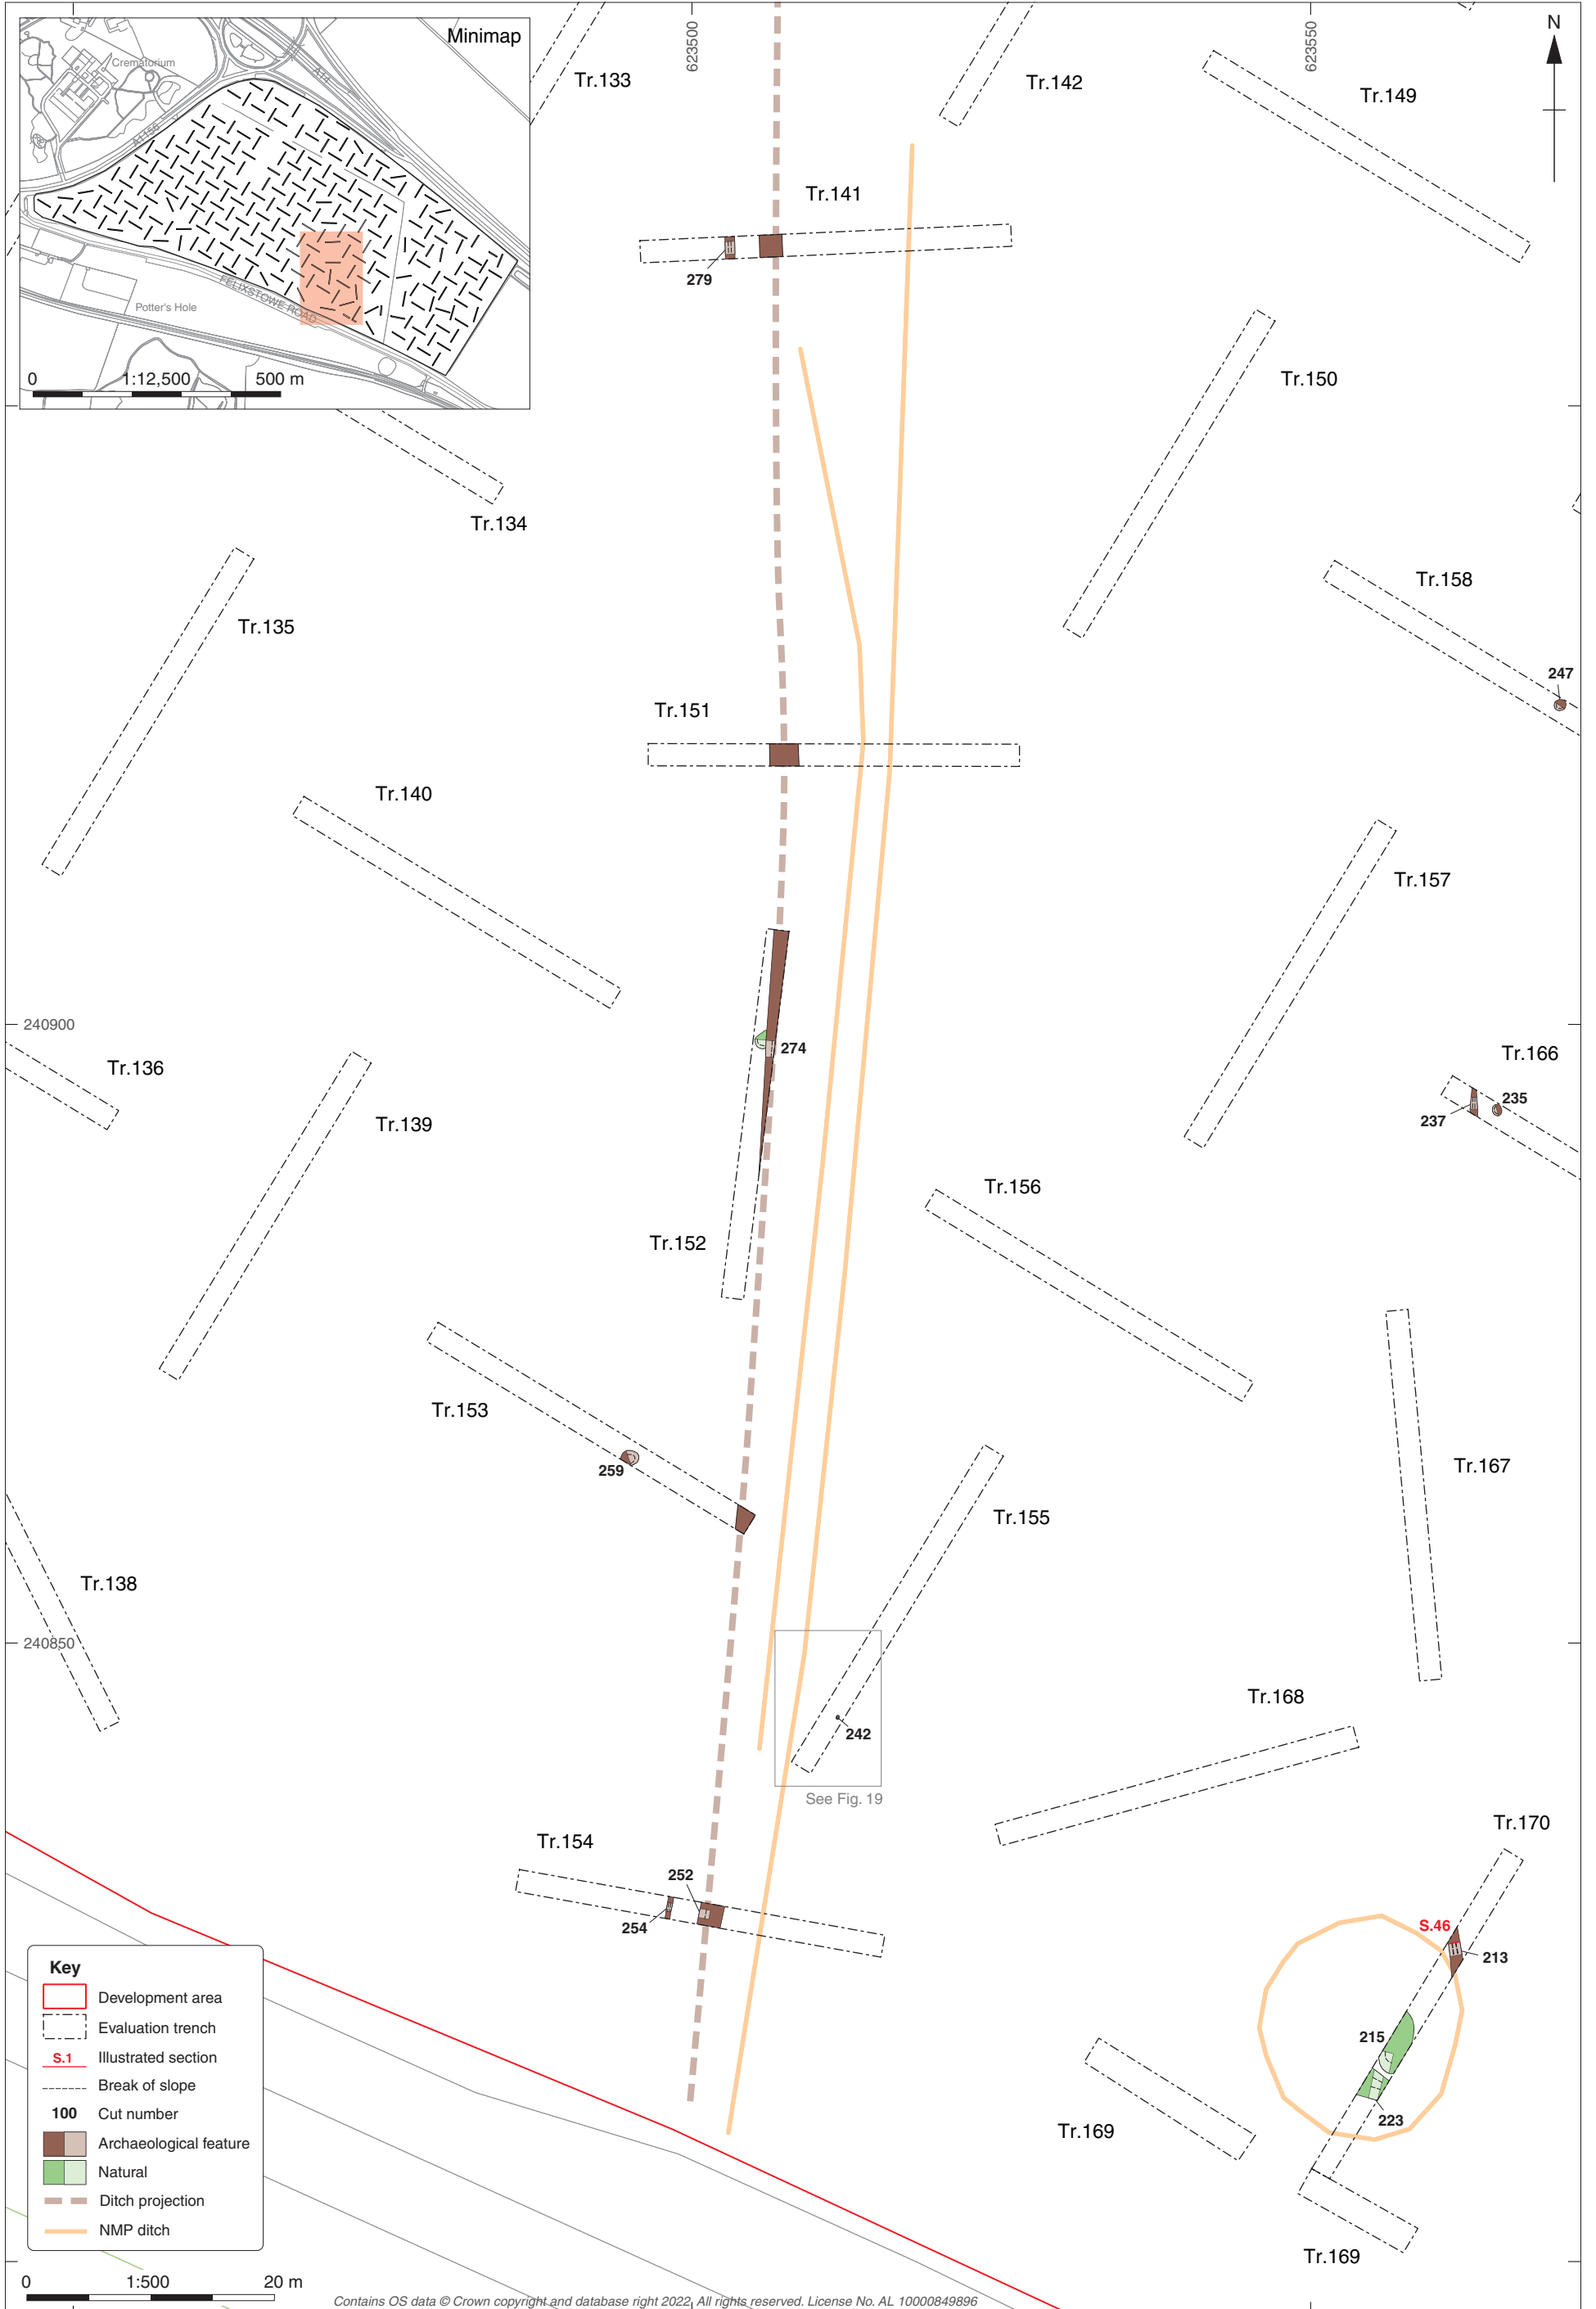 Minimap
Crematorium
A14
A1156
Potter's Hole
FELIXSTOWE ROAD
0 1:12,500 500 m
623500
623550
N
Tr.133
Tr.142
Tr.149
Tr.141
279
Tr.150
Tr.134
Tr.158
Tr.135
247
Tr.151
Tr.140
Tr.157
240900
274
Tr.166
Tr.136
235
237
Tr.139
Tr.156
Tr.152
Tr.153
259
Tr.167
Tr.155
Tr.138
240850
242
Tr.168
See Fig. 19
Tr.170
Tr.154
252
254
S.46
213
215
223
Tr.169
Tr.169
Key
Development area
Evaluation trench
S.1 Illustrated section
Break of slope
100 Cut number
Archaeological feature
Natural
Ditch projection
NMP ditch
0 1:500 20 m
Contains OS data © Crown copyright and database right 2022. All rights reserved. License No. AL 10000849896